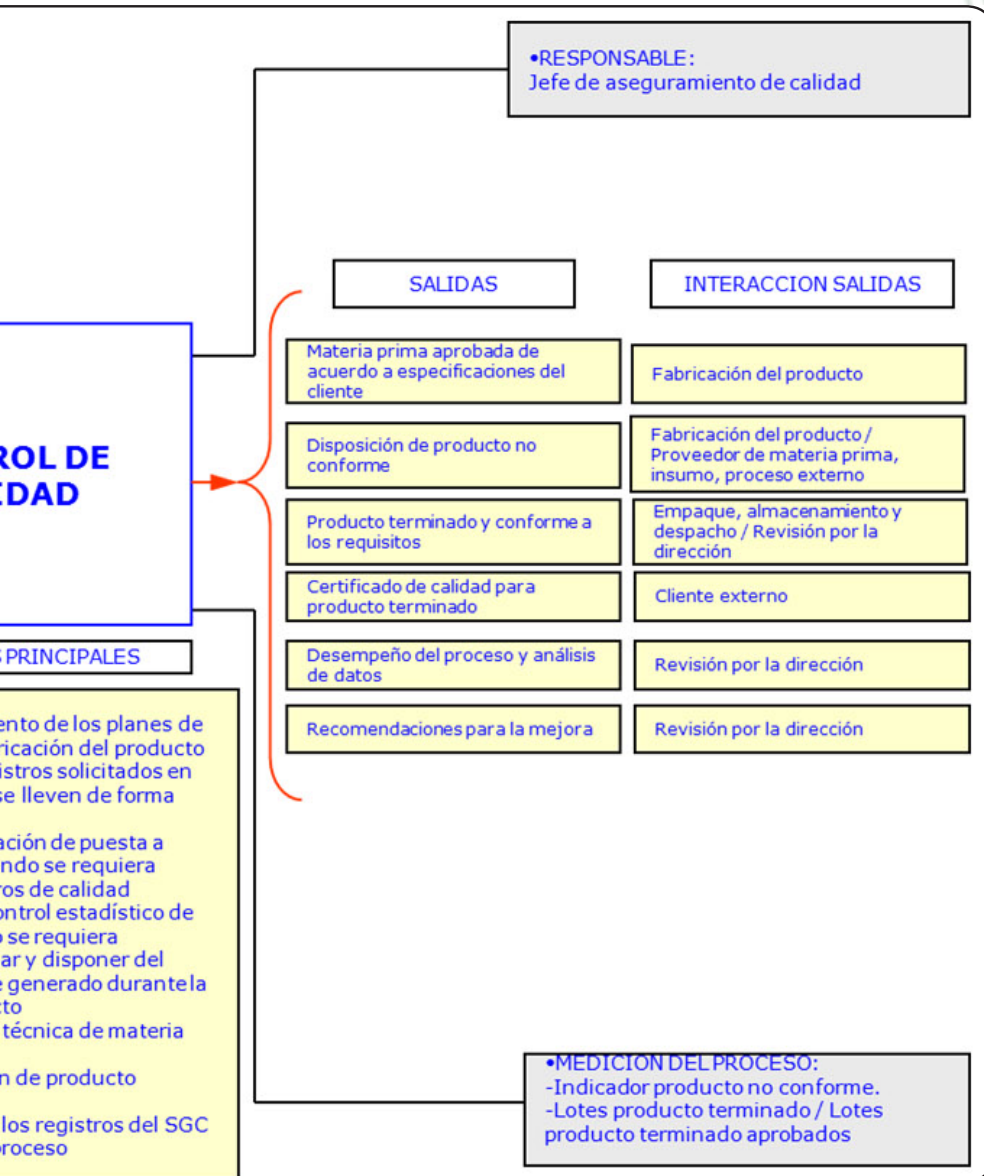 •RESPONSABLE:
Jefe de aseguramiento de calidad
SALIDAS
INTERACCION SALIDAS
Materia prima aprobada de
acuerdo a especificaciones del
cliente
Fabricación del producto
Disposición de producto no
conforme
Fabricación del producto /
Proveedor de materia prima,
insumo, proceso externo
Producto terminado y conforme a
los requisitos
Empaque, almacenamiento y
despacho / Revisión por la
dirección
Certificado de calidad para
producto terminado
Cliente externo
Desempeño del proceso y análisis
de datos
Revisión por la dirección
Recomendaciones para la mejora
Revisión por la dirección
ROL DE
IDAD
S PRINCIPALES
ento de los planes de
ricación del producto
istros solicitados en
se lleven de forma
ación de puesta a
ndo se requiera
ros de calidad
ontrol estadístico de
o se requiera
ar y disponer del
e generado durante la
cto
técnica de materia
n de producto
los registros del SGC
proceso
•MEDICION DEL PROCESO:
-Indicador producto no conforme.
-Lotes producto terminado / Lotes
producto terminado aprobados